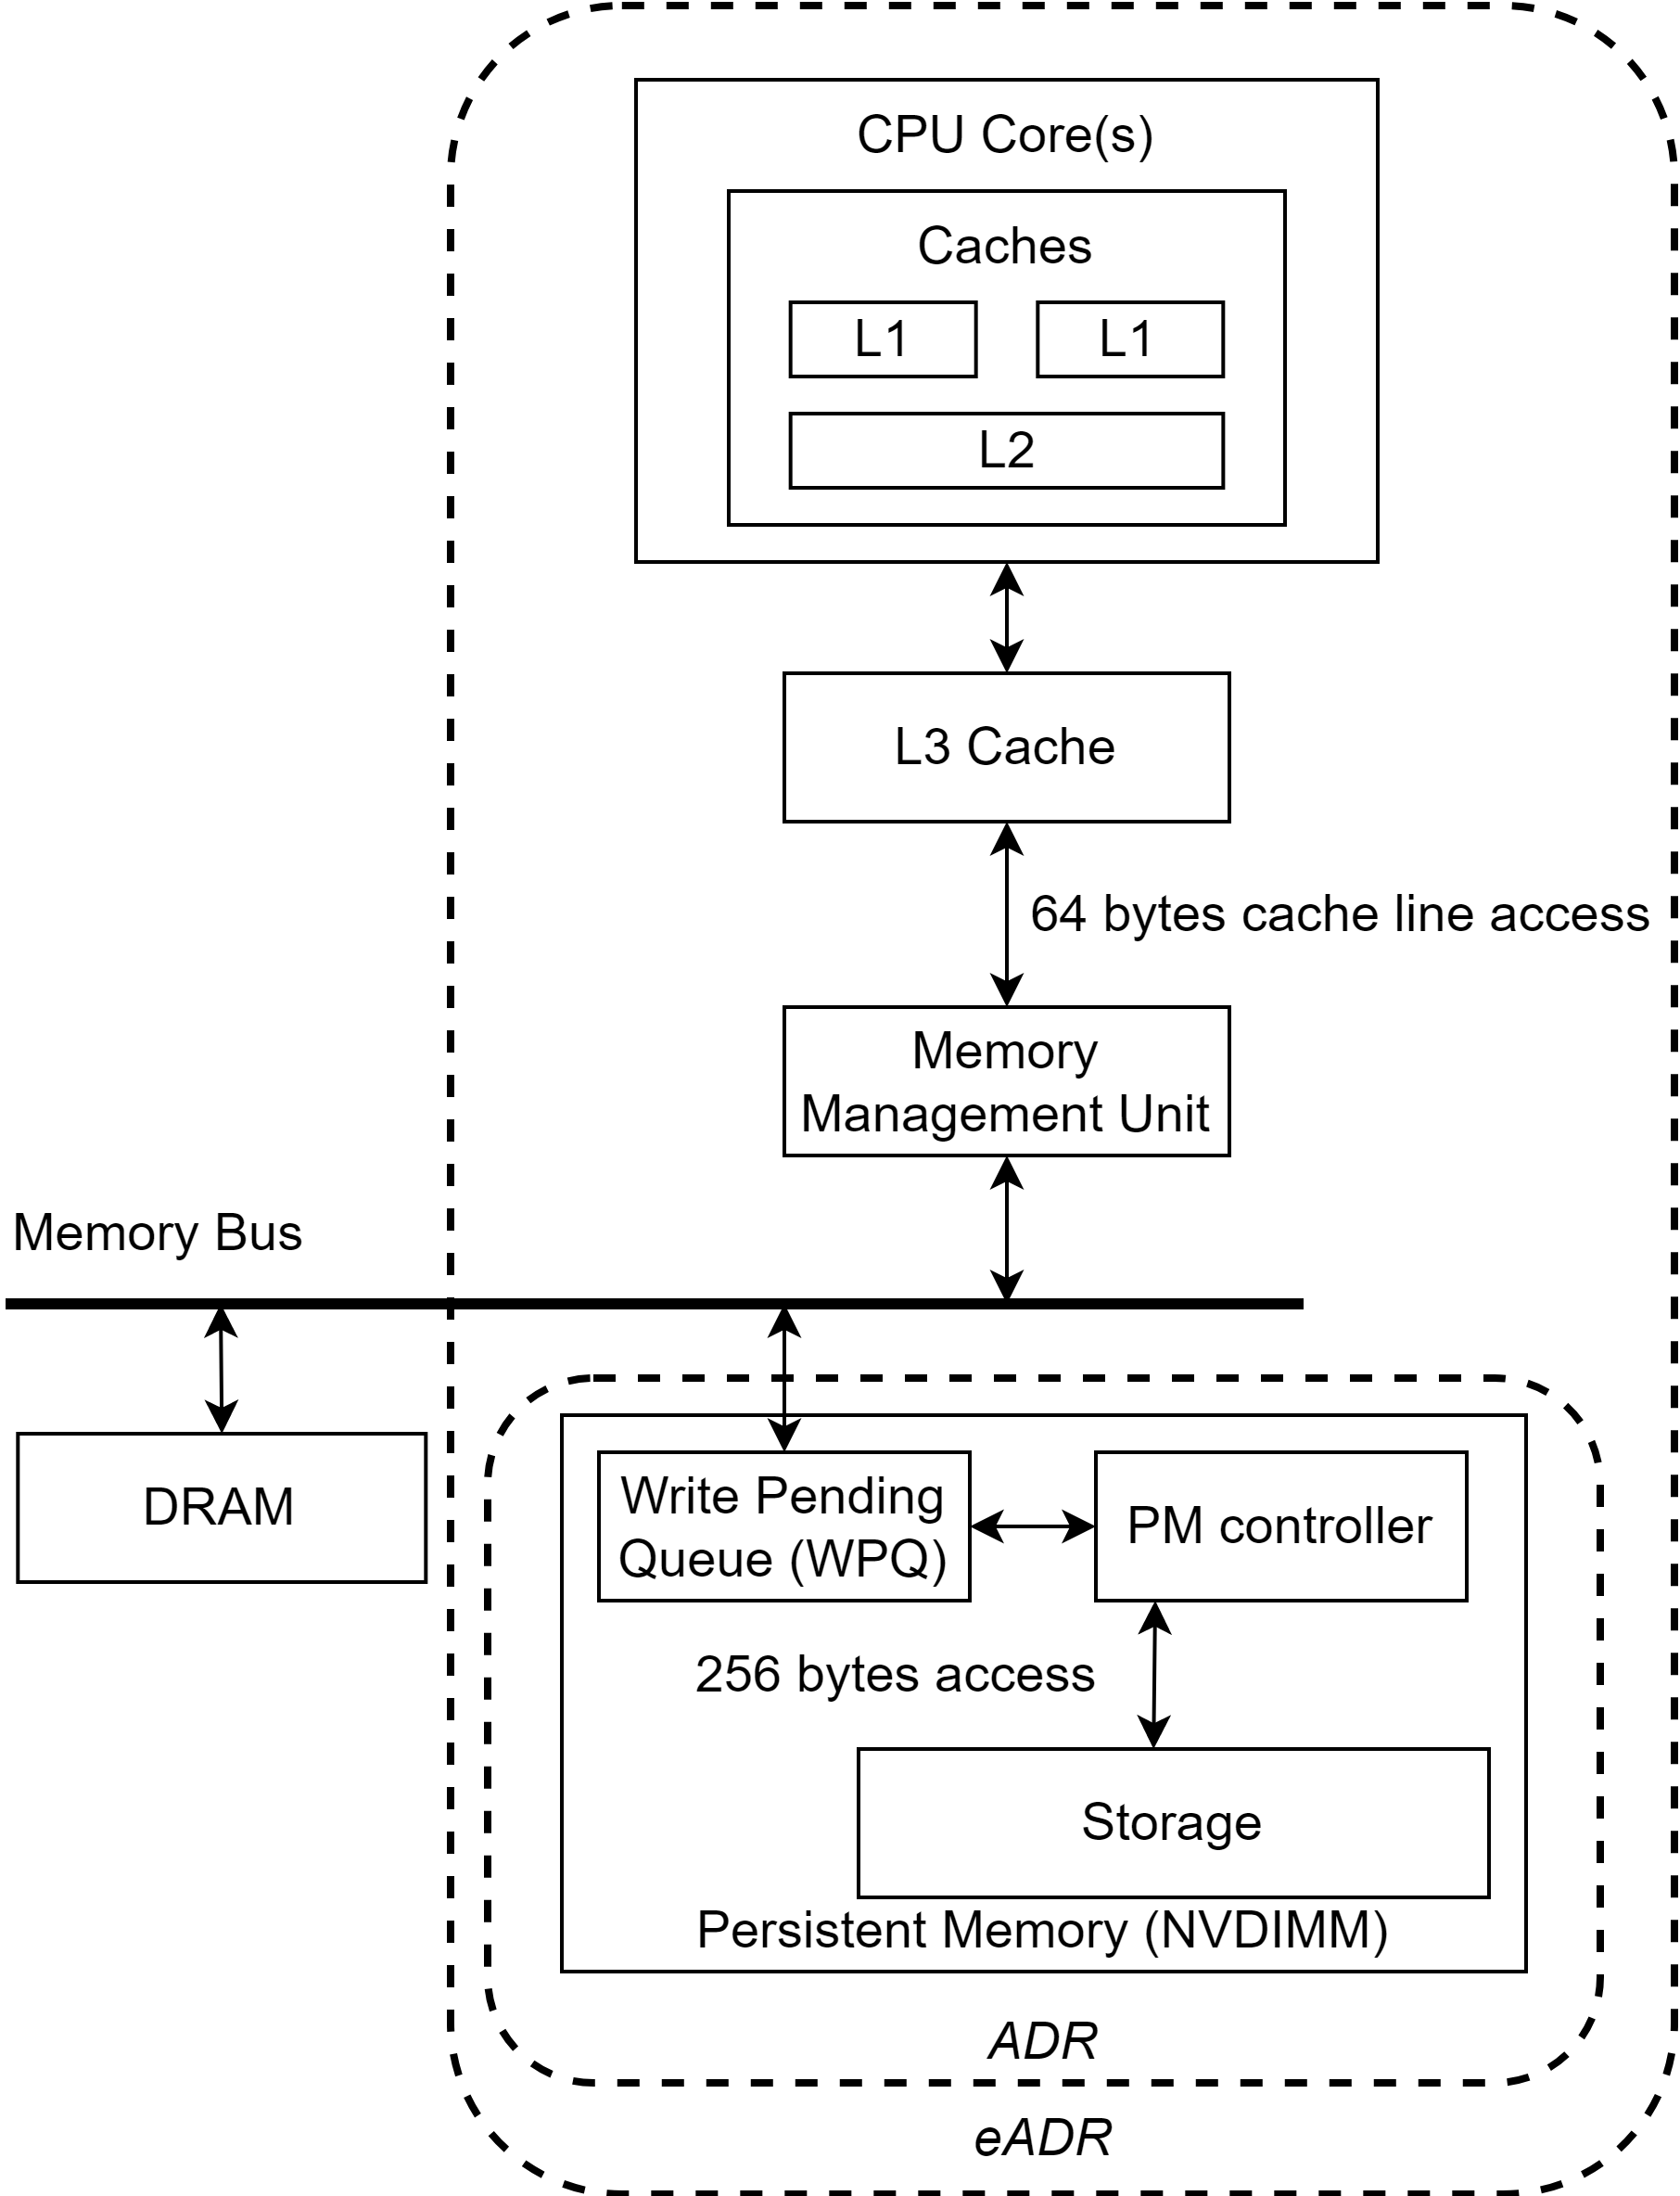 CPU Core(s)
Caches
L1
L1
L2
L3 Cache
64 bytes cache line access
Memory
Management Unit
Memory Bus
DRAM
Write Pending
Queue (WPQ)
PM controller
256 bytes access
Storage
Persistent Memory (NVDIMM)
ADR
eADR